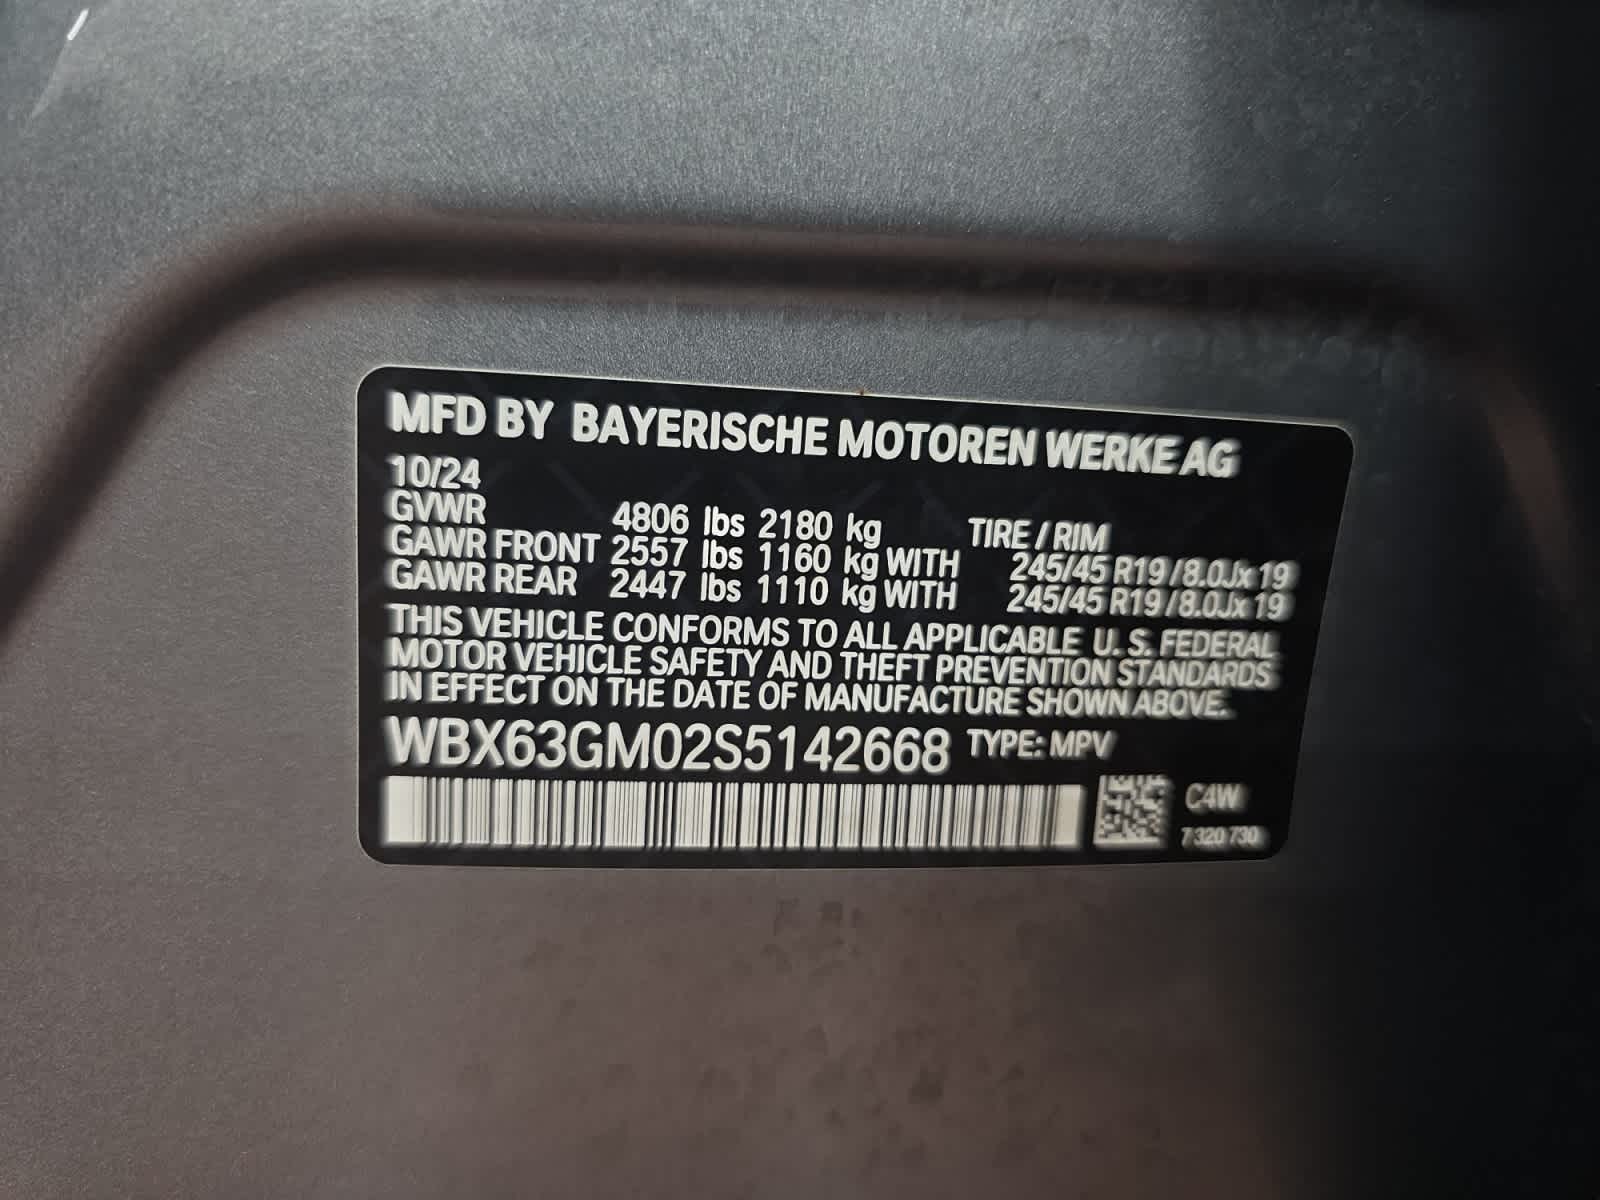 MFD BY BAYERISCHE MOTOREN WERKE AG
10/24
GVWR 4806 lbs 2180 kg TIRE / RIM
GAWR FRONT 2557 lbs 1160 kg WITH 245/45 R19 / 8.0Jx19
GAWR REAR 2447 lbs 1110 kg WITH 245/45 R19 / 8.0Jx19
THIS VEHICLE CONFORMS TO ALL APPLICABLE U. S. FEDERAL
MOTOR VEHICLE SAFETY AND THEFT PREVENTION STANDARDS
IN EFFECT ON THE DATE OF MANUFACTURE SHOWN ABOVE.
WBX63GM02S5142668 TYPE: MPV
C4W
7 320 730